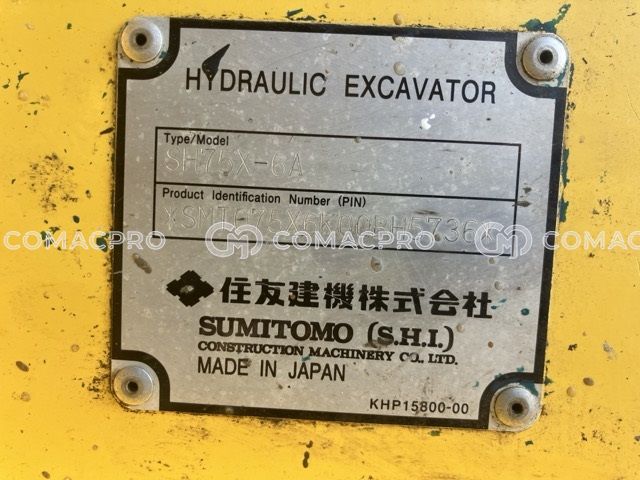 HYDRAULIC EXCAVATOR
Type/Model
SH75X-6A
Product Identification Number (PIN)
COMACPRO COMACPRO COMACPRO
住友建機株式会社
SUMITOMO (S.H.I.)
CONSTRUCTION MACHINERY CO., LTD.
MADE IN JAPAN
KHP15800-00